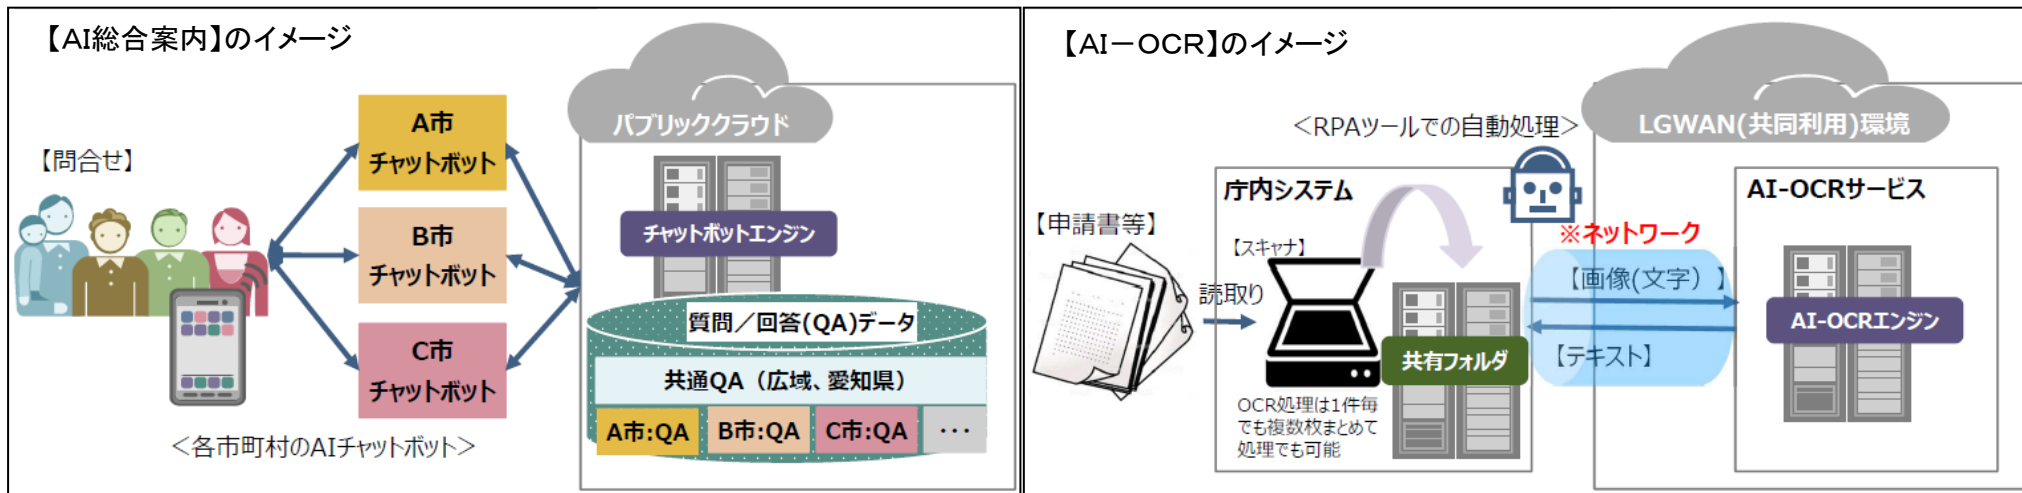 【AI総合案内】のイメージ
パブリッククラウド
【問合せ】
A市
チャットボット
B市
チャットボット
C市
チャットボット
チャットボットエンジン
質問／回答(QA)データ
共通QA（広域、愛知県）
A市:QA
B市:QA
C市:QA
･･･
＜各市町村のAIチャットボット＞
【AI－OCR】のイメージ
＜RPAツールでの自動処理＞
LGWAN(共同利用)環境
庁内システム
AI-OCRサービス
【申請書等】
【スキャナ】
読取り
※ネットワーク
【画像(文字）】
AI-OCRエンジン
【テキスト】
共有フォルダ
OCR処理は1件毎
でも複数枚まとめて
処理でも可能